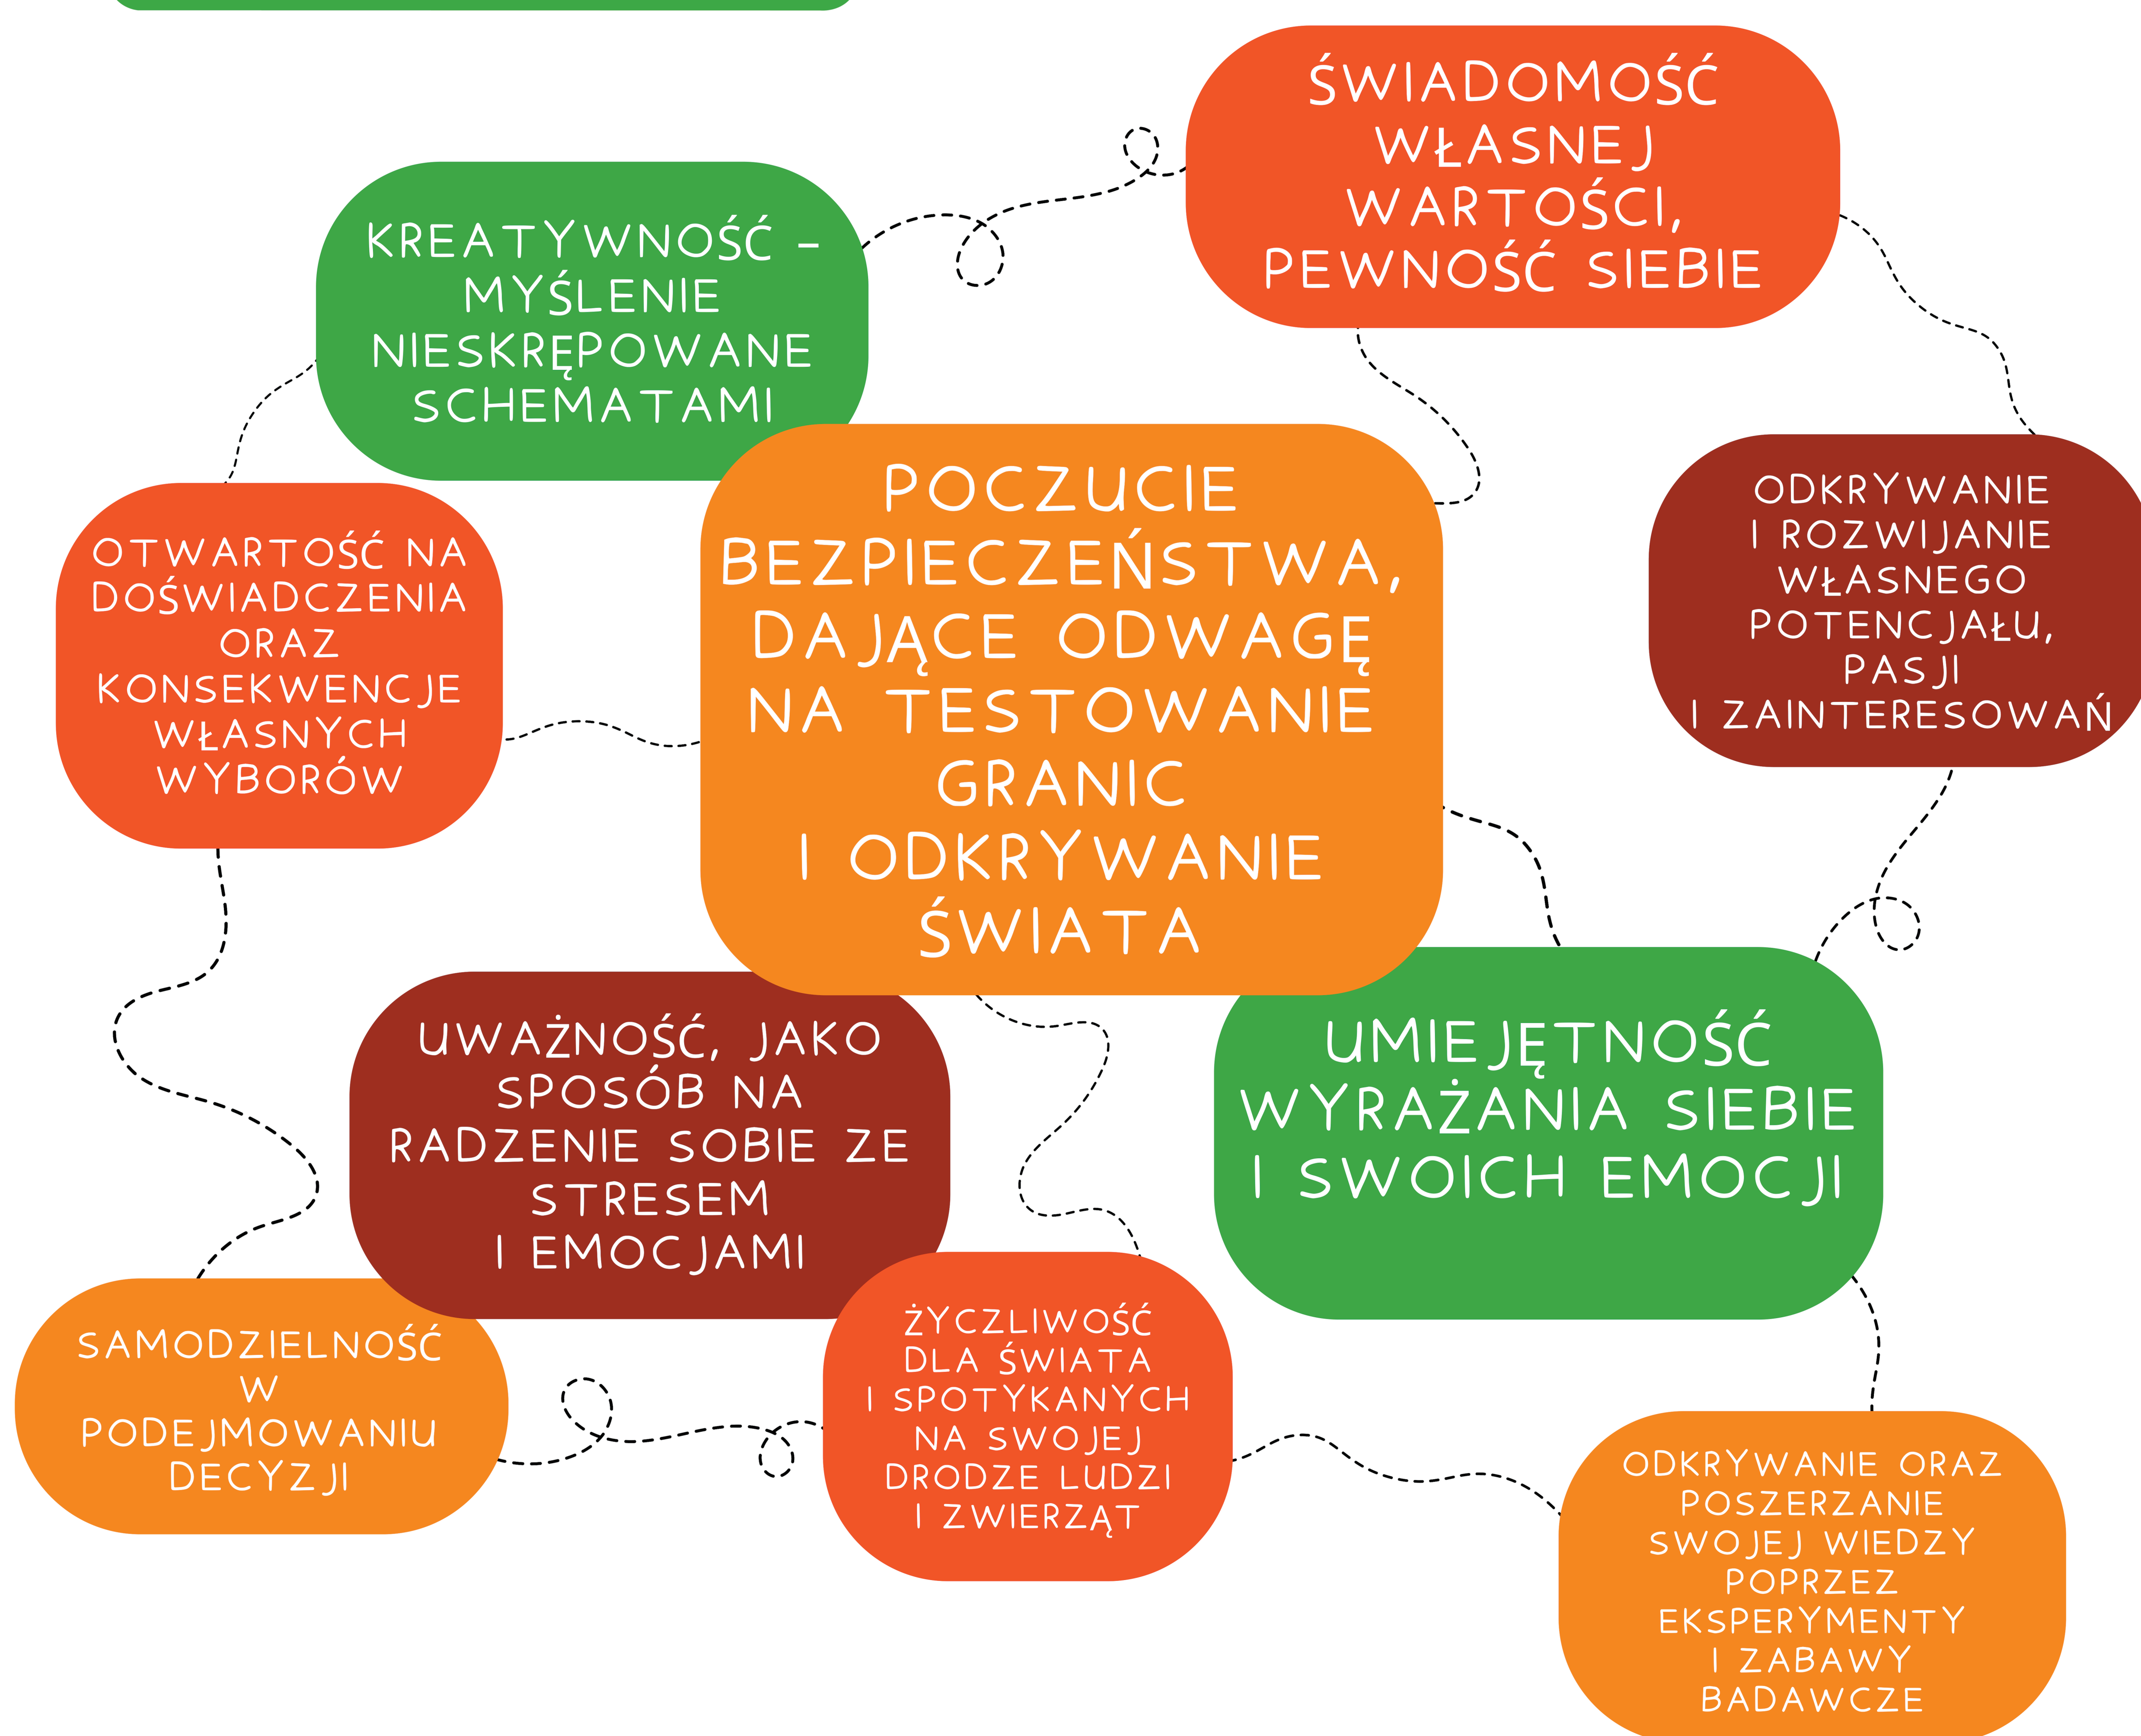 ŚWIADOMOŚĆ
WŁASNEJ
WARTOŚCI,
PEWNOŚĆ SIEBIE
KREATYWNOŚĆ –
MYŚLENIE
NIESKRĘPOWANE
SCHEMATAMI
POCZUCIE
BEZPIECZEŃSTWA,
DAJĄCE ODWAGĘ
NA TESTOWANIE
GRANIC
I ODKRYWANIE
ŚWIATA
ODKRYWANIE
I ROZWIJANIE
WŁASNEGO
POTENCJAŁU,
PASJI
I ZAINTERESOWAŃ
OTWARTOŚĆ NA
DOŚWIADCZENIA
ORAZ
KONSEKWENCJE
WŁASNYCH
WYBORÓW
UWAŻNOŚĆ, JAKO
SPOSÓB NA
RADZENIE SOBIE ZE
STRESEM
I EMOCJAMI
UMIEJĘTNOŚĆ
WYRAŻANIA SIEBIE
I SWOICH EMOCJI
SAMODZIELNOŚĆ
W
PODEJMOWANIU
DECYZJI
ŻYCZLIWOŚĆ
DLA ŚWIATA
I SPOTYKANYCH
NA SWOJEJ
DRODZE LUDZI
I ZWIERZĄT
ODKRYWANIE ORAZ
POSZERZANIE
SWOJEJ WIEDZY
POPRZEZ
EKSPERYMENTY
I ZABAWY
BADAWCZE